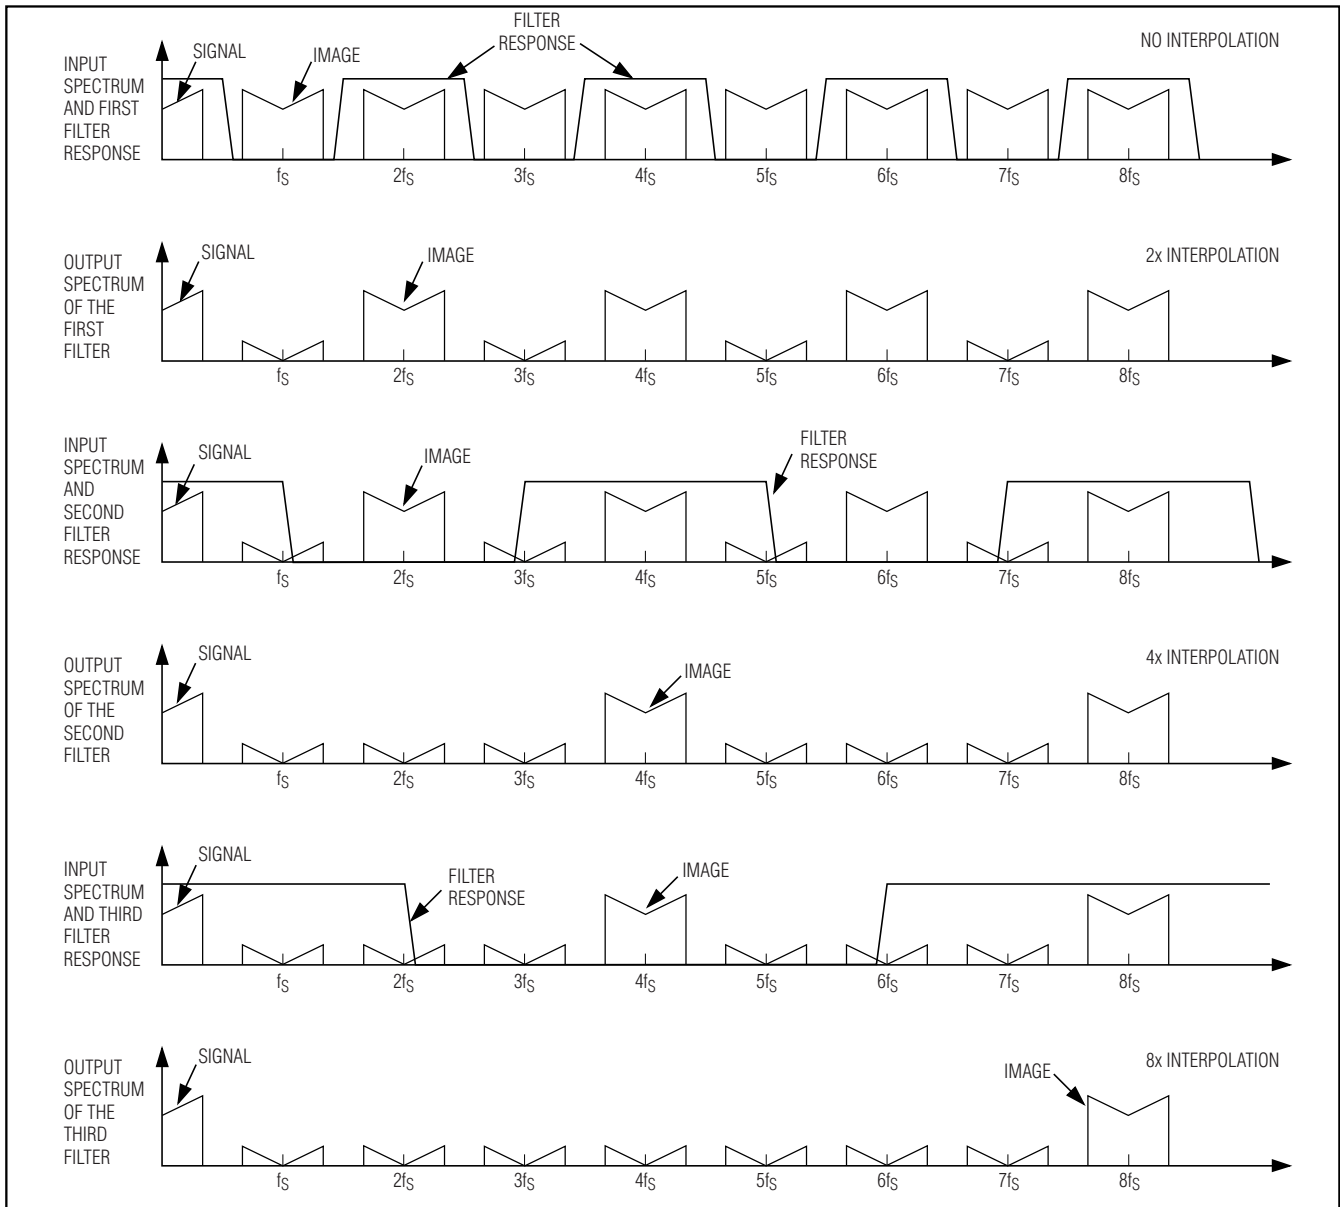 FILTER
RESPONSE
NO INTERPOLATION
SIGNAL
IMAGE
INPUT
SPECTRUM
AND FIRST
FILTER
RESPONSE
fS
2fS
3fS
4fS
5fS
6fS
7fS
8fS
SIGNAL
IMAGE
2x INTERPOLATION
OUTPUT
SPECTRUM
OF THE
FIRST
FILTER
fS
2fS
3fS
4fS
5fS
6fS
7fS
8fS
INPUT
SPECTRUM
AND
SECOND
FILTER
RESPONSE
SIGNAL
IMAGE
FILTER
RESPONSE
fS
2fS
3fS
4fS
5fS
6fS
7fS
8fS
SIGNAL
IMAGE
4x INTERPOLATION
OUTPUT
SPECTRUM
OF THE
SECOND
FILTER
fS
2fS
3fS
4fS
5fS
6fS
7fS
8fS
SIGNAL
INPUT
SPECTRUM
AND THIRD
FILTER
RESPONSE
FILTER
RESPONSE
IMAGE
fS
2fS
3fS
4fS
5fS
6fS
7fS
8fS
SIGNAL
IMAGE
8x INTERPOLATION
OUTPUT
SPECTRUM
OF THE
THIRD
FILTER
fS
2fS
3fS
4fS
5fS
6fS
7fS
8fS